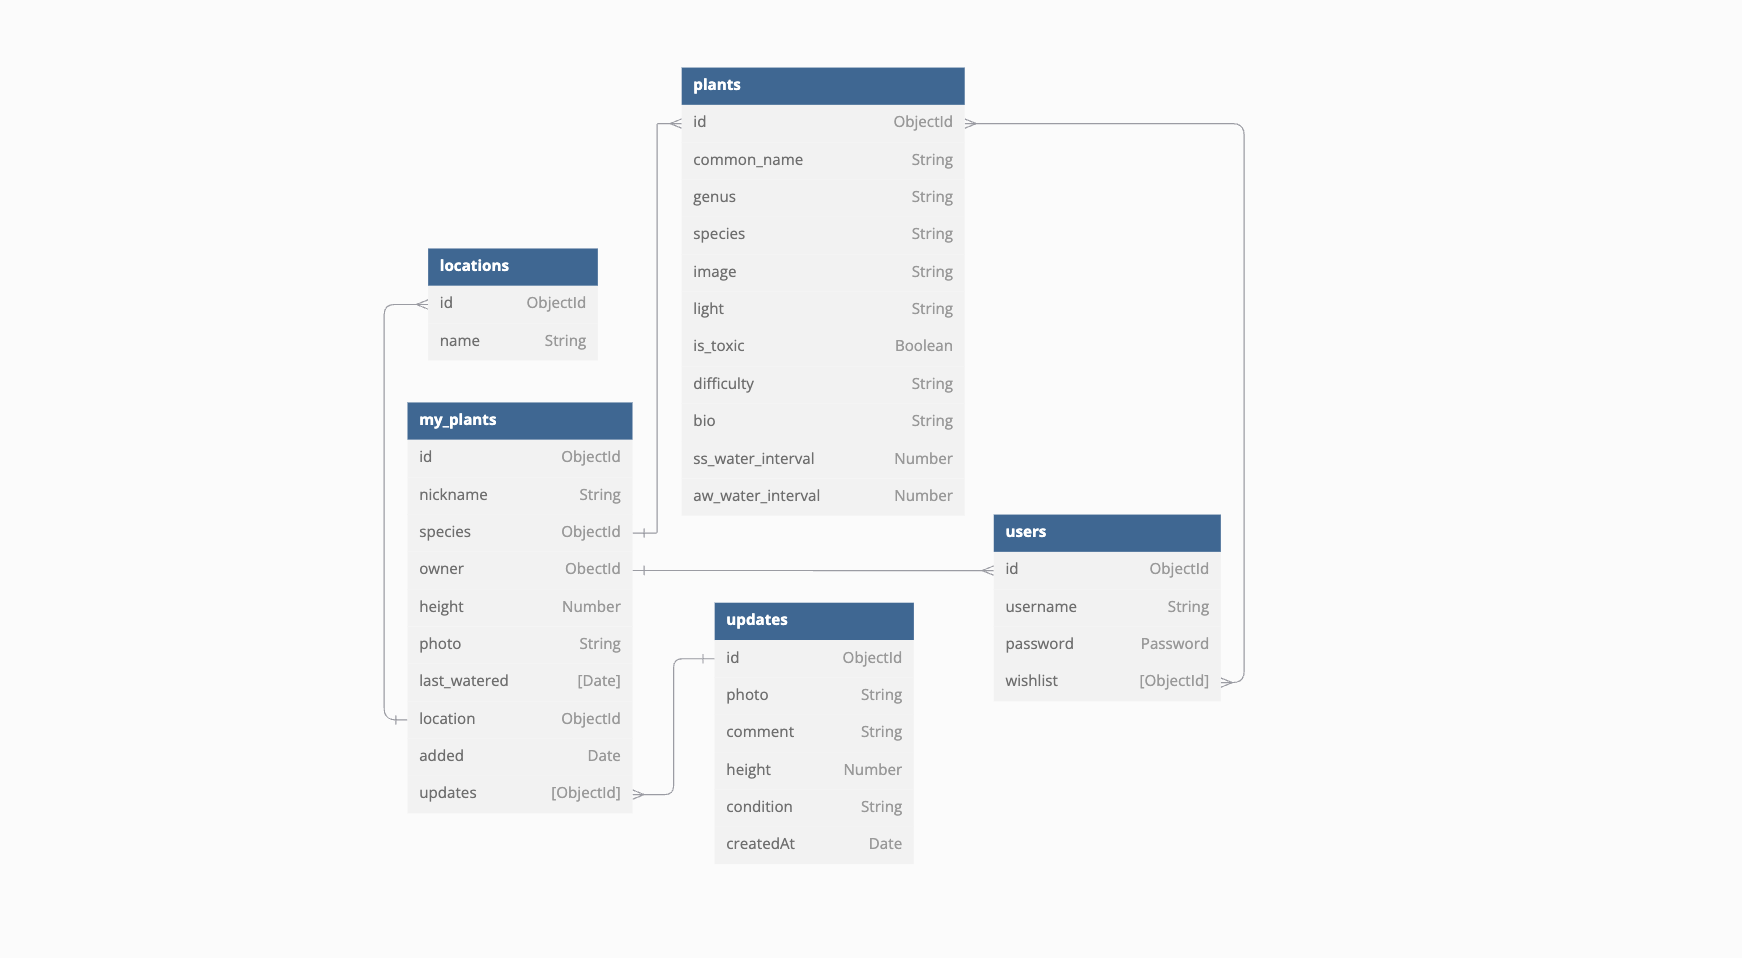 plants
id ObjectId
common_name String
genus String
species String
image String
light String
is_toxic Boolean
difficulty String
bio String
ss_water_interval Number
aw_water_interval Number
locations
id ObjectId
name String
my_plants
id ObjectId
nickname String
species ObjectId
owner ObectId
height Number
photo String
last_watered [Date]
location ObjectId
added Date
updates [ObjectId]
users
id ObjectId
username String
password Password
wishlist [ObjectId]
updates
id ObjectId
photo String
comment String
height Number
condition String
createdAt Date